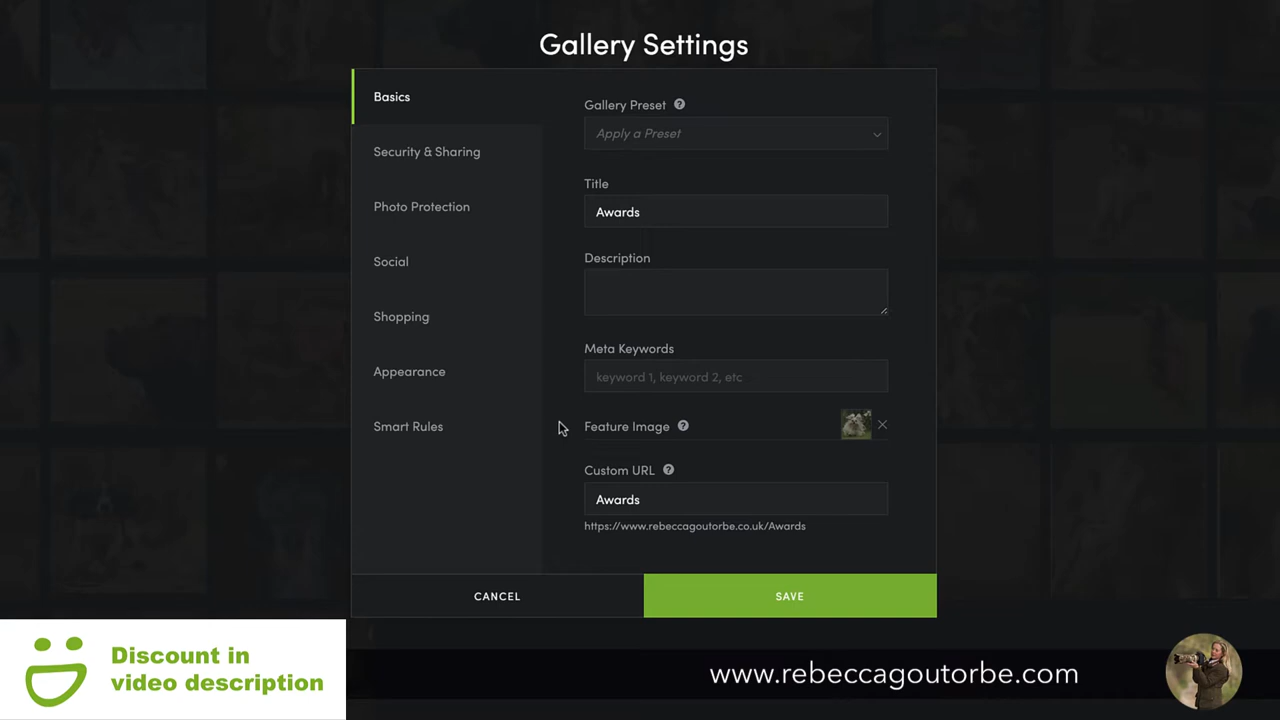 Gallery Settings
Basics
Security & Sharing
Photo Protection
Social
Shopping
Appearance
Smart Rules
Gallery Preset ?
Apply a Preset
Title
Awards
Description
Meta Keywords
keyword 1, keyword 2, etc
Feature Image ?
Custom URL ?
Awards
https://www.rebeccagoutorbe.co.uk/Awards
CANCEL
SAVE
Discount in
video description
www.rebeccagoutorbe.com